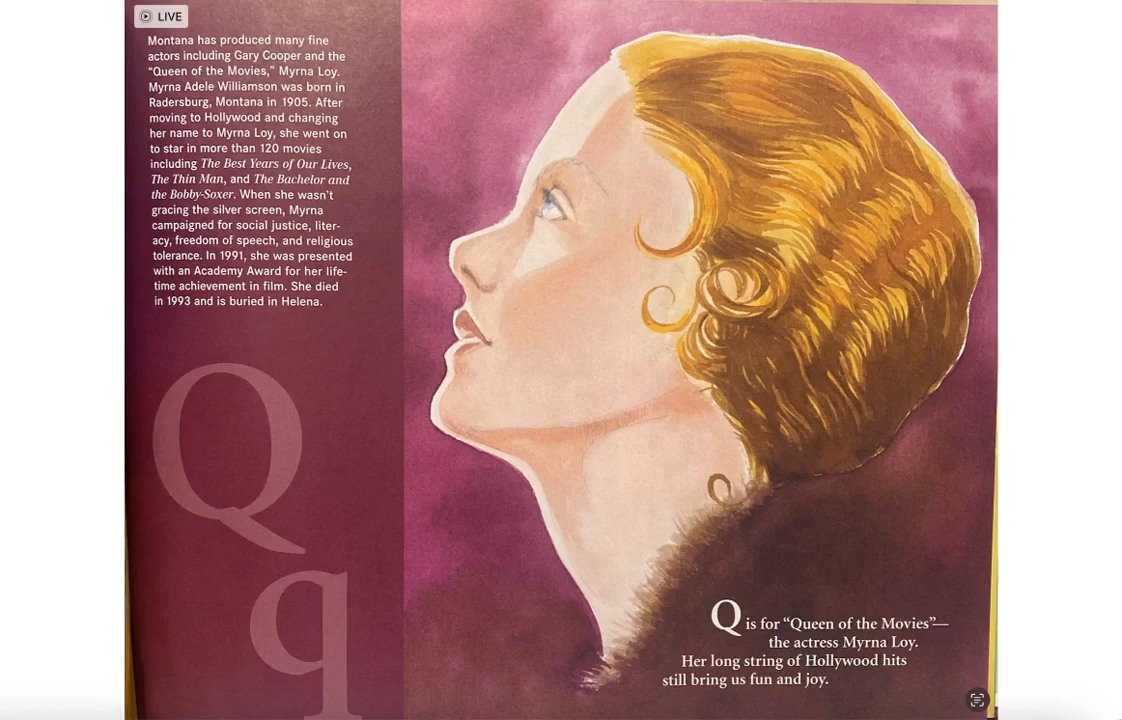 LIVE
Montana has produced many fine
actors including Gary Cooper and the
“Queen of the Movies,” Myrna Loy.
Myrna Adele Williamson was born in
Radersburg, Montana in 1905. After
moving to Hollywood and changing
her name to Myrna Loy, she went on
to star in more than 120 movies
including The Best Years of Our Lives,
The Thin Man, and The Bachelor and
the Bobby-Soxer. When she wasn’t
gracing the silver screen, Myrna
campaigned for social justice, liter-
acy, freedom of speech, and religious
tolerance. In 1991, she was presented
with an Academy Award for her life-
time achievement in film. She died
in 1993 and is buried in Helena.
Q
q
Q is for “Queen of the Movies”—
the actress Myrna Loy.
Her long string of Hollywood hits
still bring us fun and joy.